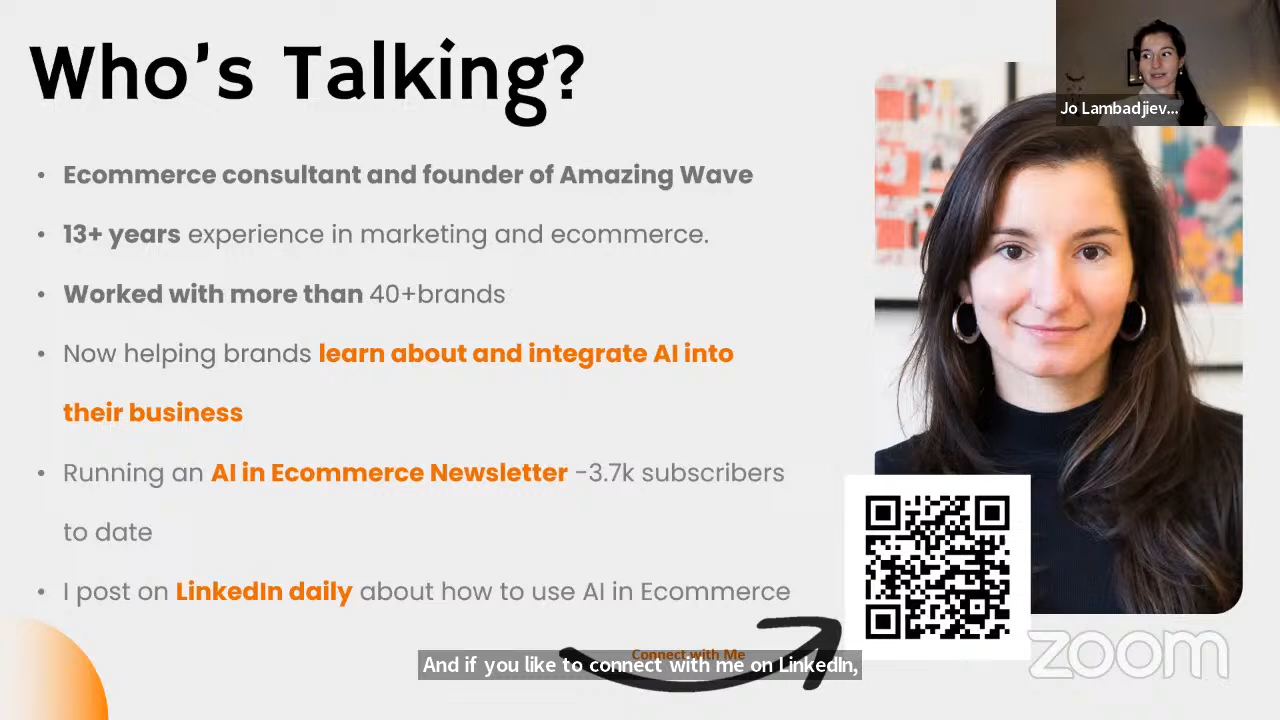 Who's Talking?
Jo Lambadjiev...
• Ecommerce consultant and founder of Amazing Wave
• 13+ years experience in marketing and ecommerce.
• Worked with more than 40+brands
• Now helping brands learn about and integrate AI into
their business
• Running an AI in Ecommerce Newsletter -3.7k subscribers
to date
• I post on LinkedIn daily about how to use AI in Ecommerce
Connect with Me
And if you like to connect with me on LinkedIn,
zoom